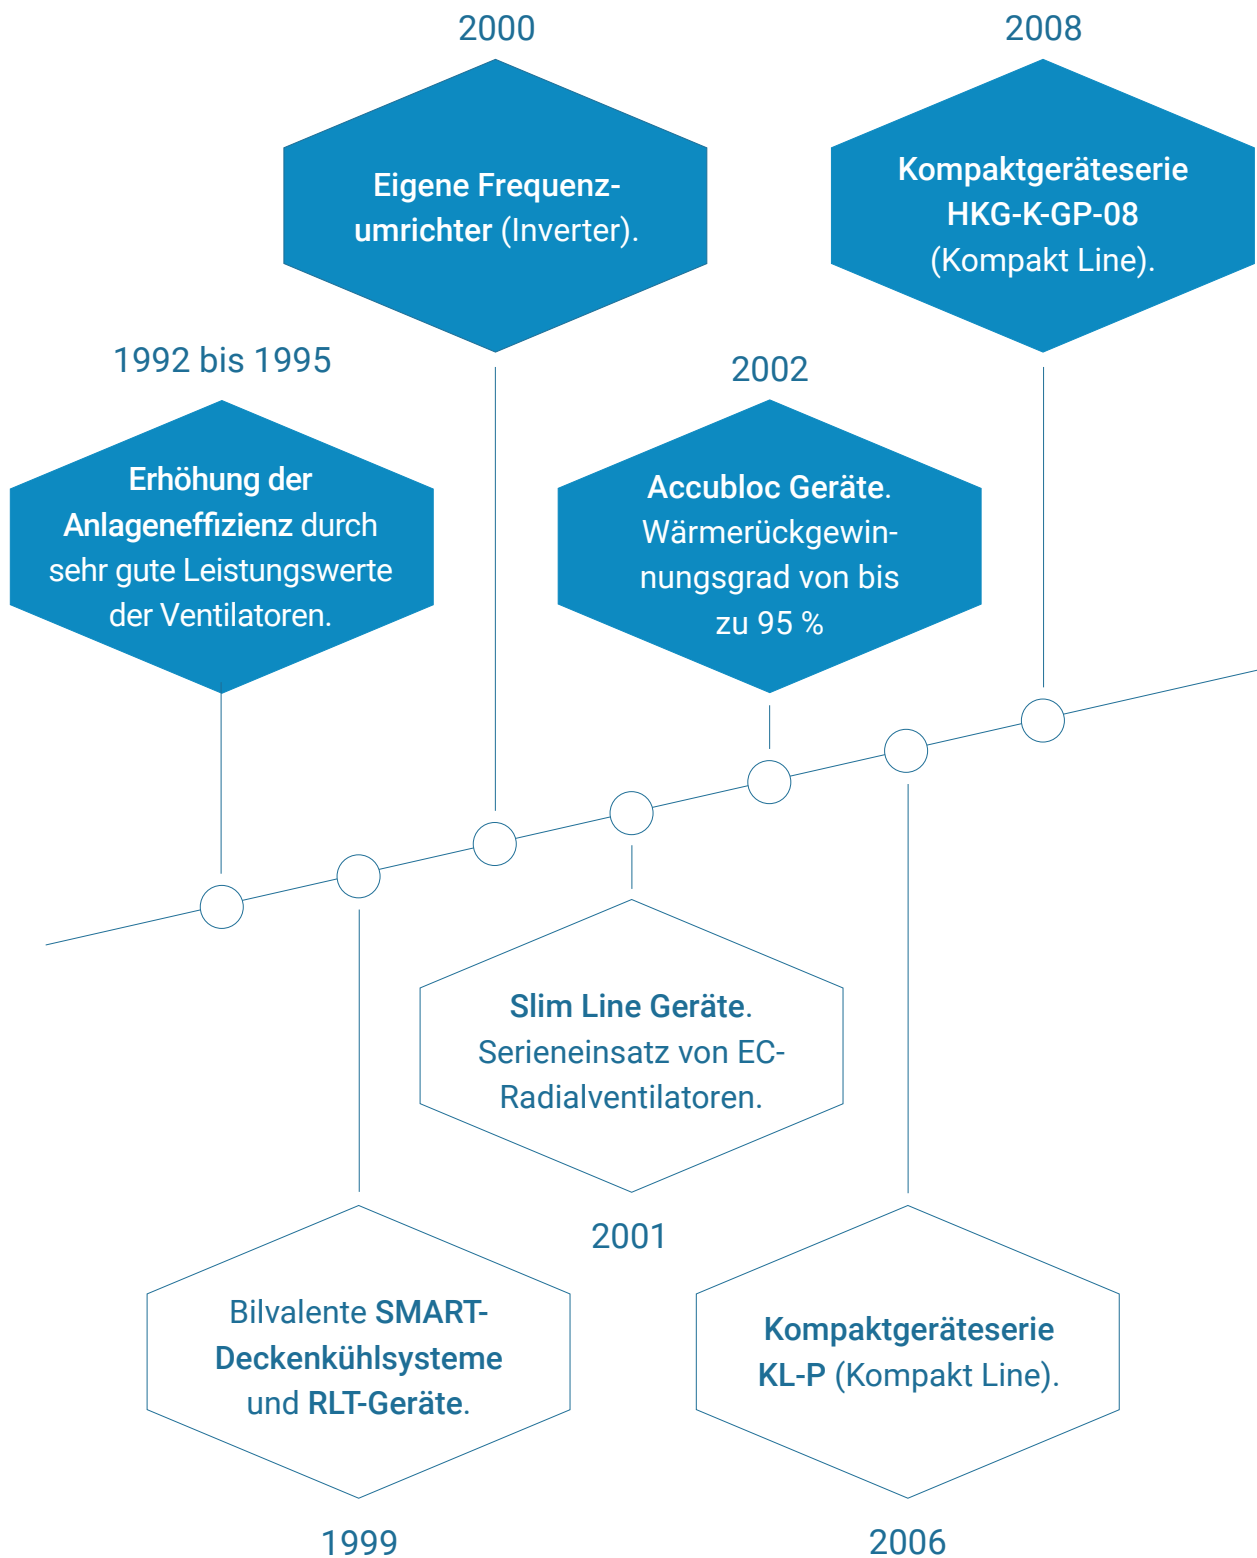 2000
Eigene Frequenz-
umrichter (Inverter).
2008
Kompaktgeräteserie
HKG-K-GP-08
(Kompakt Line).
1992 bis 1995
Erhöhung der
Anlageneffizienz durch
sehr gute Leistungswerte
der Ventilatoren.
2002
Accubloc Geräte.
Wärmerückgewin-
nungsgrad von bis
zu 95 %
Slim Line Geräte.
Serieneinsatz von EC-
Radialventilatoren.
2001
Bilvalente SMART-
Deckenkühlsysteme
und RLT-Geräte.
1999
Kompaktgeräteserie
KL-P (Kompakt Line).
2006